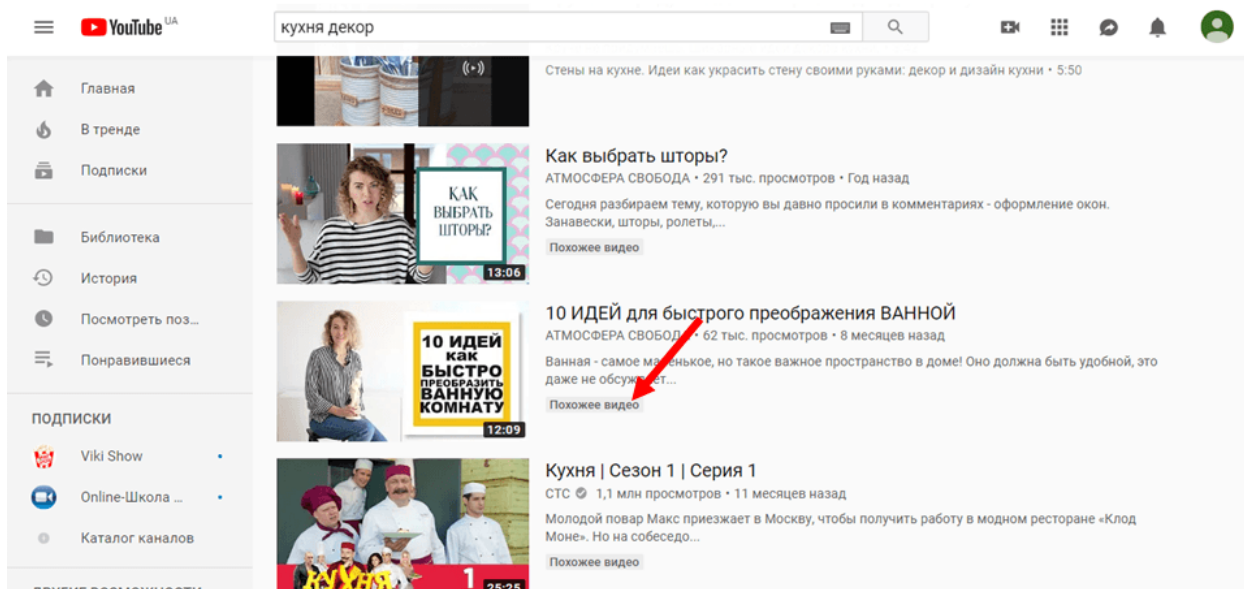 YouTube UA
кухня декор
Главная
В тренде
Подписки
Библиотека
История
Посмотреть поз...
Понравившиеся
ПОДПИСКИ
Viki Show
Online-Школа ...
Каталог каналов
ДРУГИЕ ВОЗМОЖНОСТИ
Стены на кухне. Идеи как украсить стену своими руками: декор и дизайн кухни • 5:50
КАК
ВЫБРАТЬ
ШТОРЫ?
13:06
Как выбрать шторы?
АТМОСФЕРА СВОБОДА • 291 тыс. просмотров • Год назад
Сегодня разбираем тему, которую вы давно просили в комментариях - оформление окон.
Занавески, шторы, ролеты,...
Похожее видео
10 ИДЕЙ
как
БЫСТРО
ПРЕОБРАЗИТЬ
ВАННУЮ
КОМНАТУ
12:09
10 ИДЕЙ для быстрого преображения ВАННОЙ
АТМОСФЕРА СВОБОДА • 62 тыс. просмотров • 8 месяцев назад
Ванная - самое маленькое, но такое важное пространство в доме! Оно должна быть удобной, это
даже не обсуждает...
Похожее видео
КУХНЯ
1
25:25
Кухня | Сезон 1 | Серия 1
СТС 1,1 млн просмотров • 11 месяцев назад
Молодой повар Макс приезжает в Москву, чтобы получить работу в модном ресторане «Клод
Моне». Но на собеседо...
Похожее видео